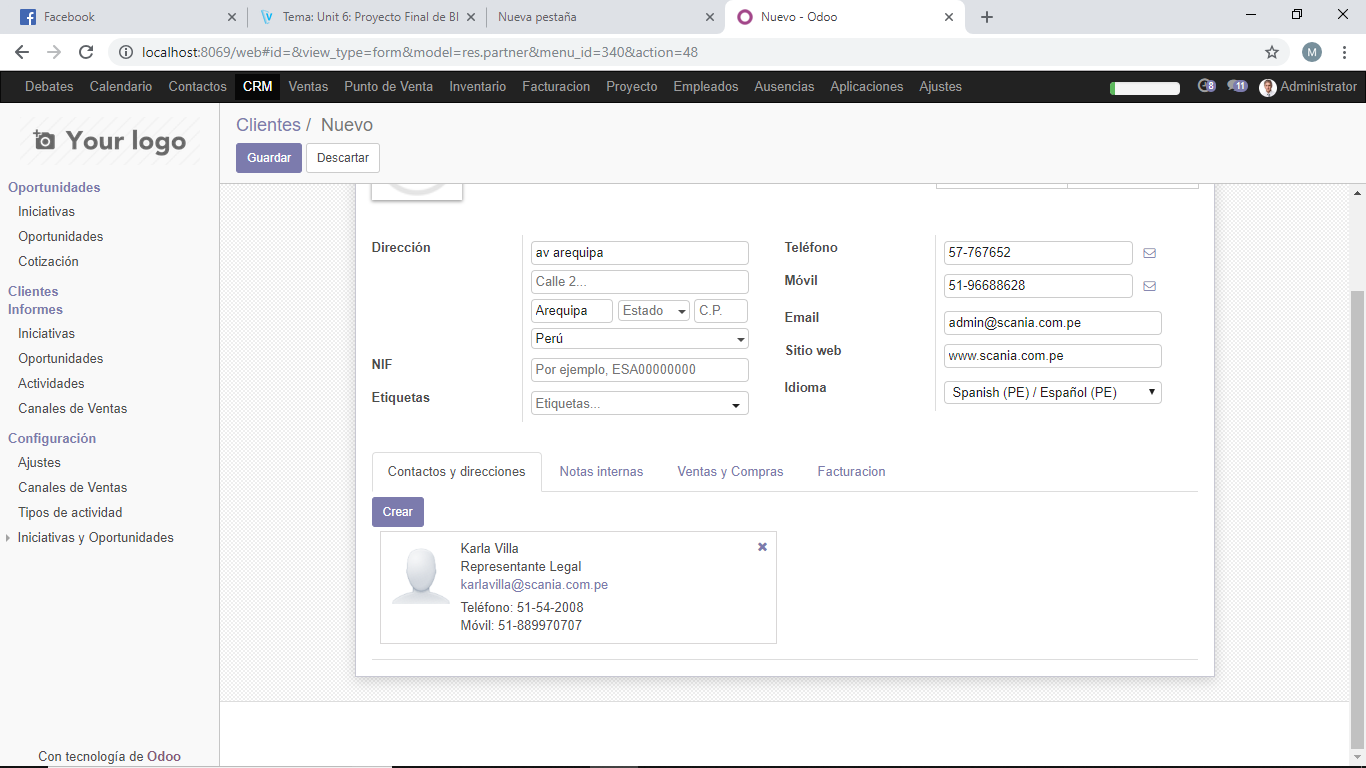 Facebook
Tema: Unit 6: Proyecto Final de Bl
Nueva pestaña
Nuevo - Odoo
localhost:8069/web#id=&view_type=form&model=res.partner&menu_id=340&action=48
M
Debates Calendario Contactos CRM Ventas Punto de Venta Inventario Facturacion Proyecto Empleados Ausencias Aplicaciones Ajustes
8 11 Administrator
Your logo
Clientes / Nuevo
Guardar Descartar
Oportunidades
Iniciativas
Oportunidades
Cotización
Clientes
Informes
Iniciativas
Oportunidades
Actividades
Canales de Ventas
Configuración
Ajustes
Canales de Ventas
Tipos de actividad
Iniciativas y Oportunidades
Con tecnología de Odoo
Dirección av arequipa
Calle 2...
Arequipa Estado C.P.
Perú
NIF Por ejemplo, ESA00000000
Etiquetas Etiquetas...
Teléfono 57-767652
Móvil 51-96688628
Email admin@scania.com.pe
Sitio web www.scania.com.pe
Idioma Spanish (PE) / Español (PE)
Contactos y direcciones Notas internas Ventas y Compras Facturacion
Crear
Karla Villa
Representante Legal
karlavilla@scania.com.pe
Teléfono: 51-54-2008
Móvil: 51-889970707